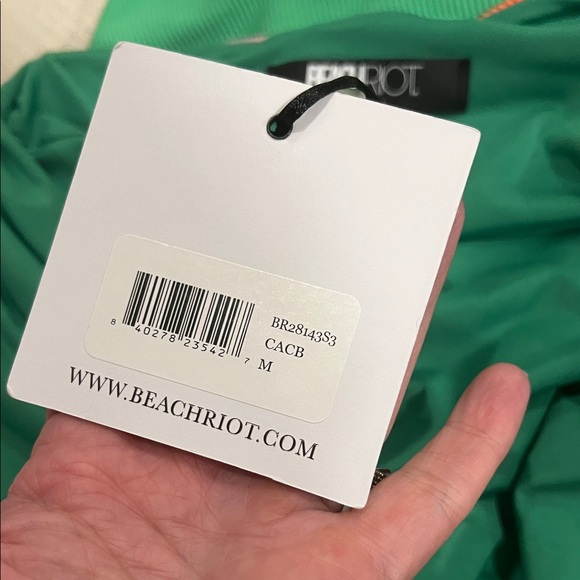 BEACH RIOT
BR28143S3
CACB
M
8 40278 23542 7
WWW.BEACHRIOT.COM